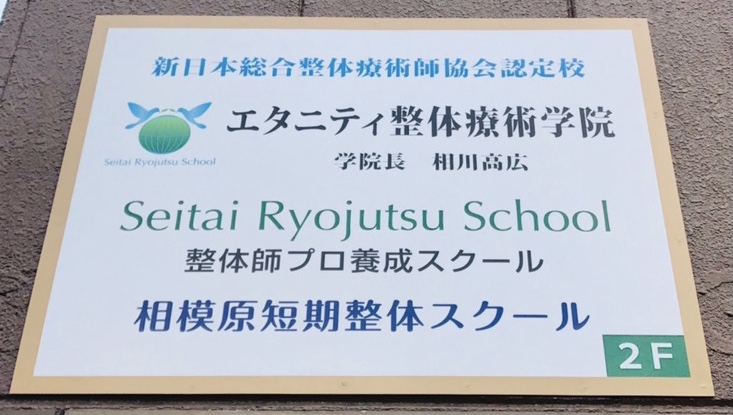 新日本総合整体療術師協会認定校
エタニティ整体療術学院
Seitai Ryojutsu School
学院長　相川高広
Seitai Ryojutsu School
整体師プロ養成スクール
相模原短期整体スクール
2F